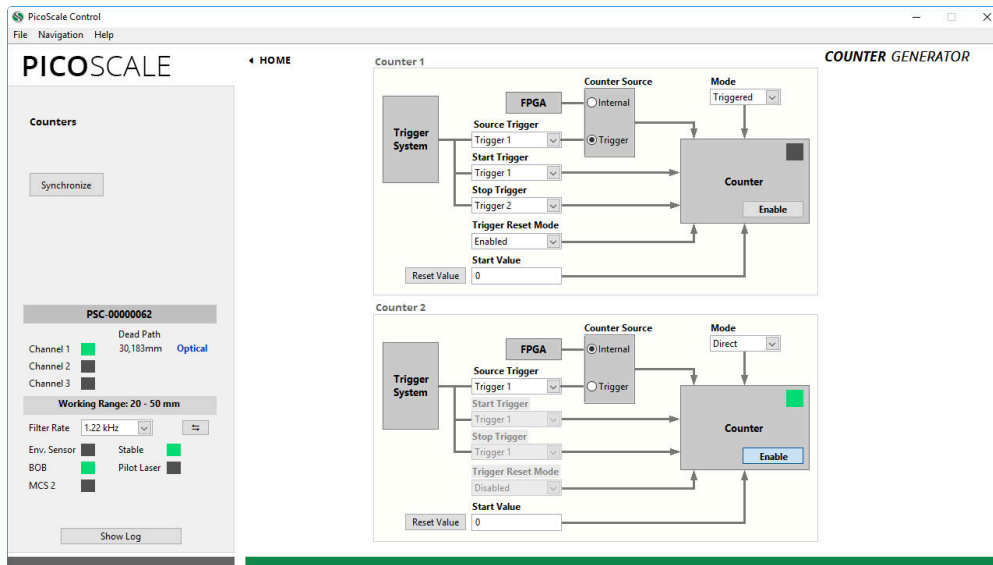 PicoScale Control
File Navigation Help
PICOSCALE
HOME
COUNTER GENERATOR
Counters
Synchronize
PSC-00000062
Dead Path
Channel 1 30,183mm Optical
Channel 2
Channel 3
Working Range: 20 - 50 mm
Filter Rate 1.22 kHz
Env. Sensor Stable
BOB Pilot Laser
MCS 2
Show Log
Counter 1
Counter Source Mode
FPGA Internal Triggered
Trigger System
Source Trigger
Trigger 1 Trigger
Start Trigger
Trigger 1
Stop Trigger
Trigger 2
Counter
Enable
Trigger Reset Mode
Enabled
Start Value
Reset Value 0
Counter 2
Counter Source Mode
FPGA Internal Direct
Trigger System
Source Trigger
Trigger 1 Trigger
Start Trigger
Trigger 1
Stop Trigger
Trigger 1
Counter
Enable
Trigger Reset Mode
Disabled
Start Value
Reset Value 0